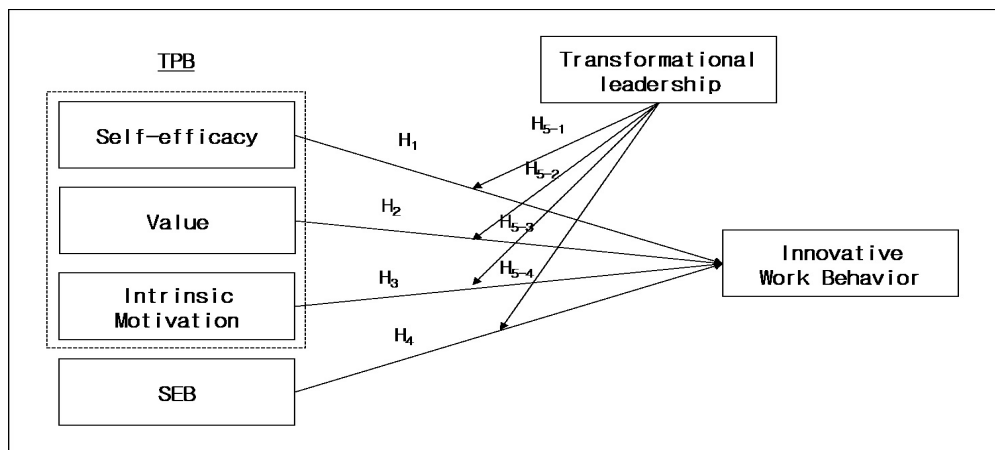 TPB
Transformational
leadership
Self-efficacy
H1
H5-1
H5-2
Value
H2
H5-3
Innovative
Work Behavior
H5-4
Intrinsic
Motivation
H3
H4
SEB